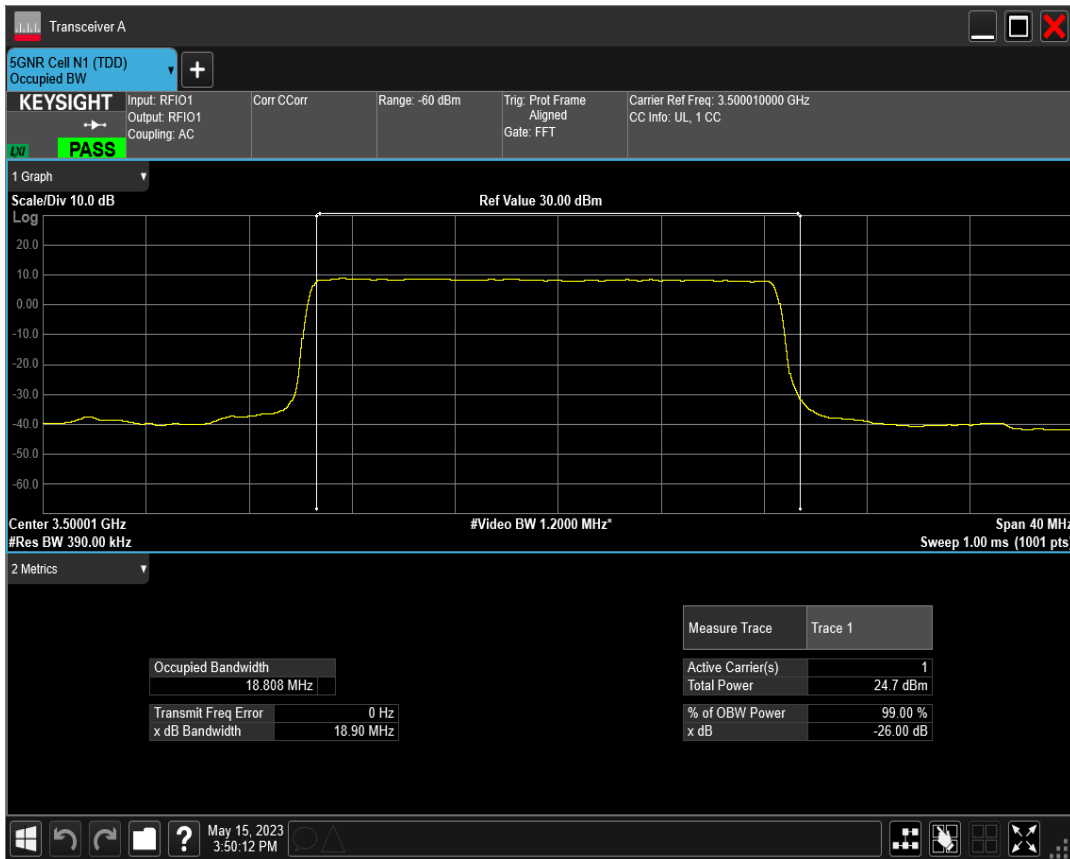 Transceiver A
5GNR Cell N1 (TDD)
Occupied BW
+
KEYSIGHT
LXI
PASS
Input: RFIO1
Output: RFIO1
Coupling: AC
Corr CCorr
Range: -60 dBm
Trig: Prot Frame
Aligned
Gate: FFT
Carrier Ref Freq: 3.500010000 GHz
CC Info: UL, 1 CC
1 Graph
Scale/Div 10.0 dB
Ref Value 30.00 dBm
Log
20.0
10.0
0.00
-10.0
-20.0
-30.0
-40.0
-50.0
-60.0
Center 3.50001 GHz
#Video BW 1.2000 MHz*
Span 40 MHz
#Res BW 390.00 kHz
Sweep 1.00 ms (1001 pts)
2 Metrics
Measure Trace Trace 1
Occupied Bandwidth
18.808 MHz
Active Carrier(s) 1
Total Power 24.7 dBm
Transmit Freq Error 0 Hz
x dB Bandwidth 18.90 MHz
% of OBW Power 99.00 %
x dB -26.00 dB
?
May 15, 2023
3:50:12 PM